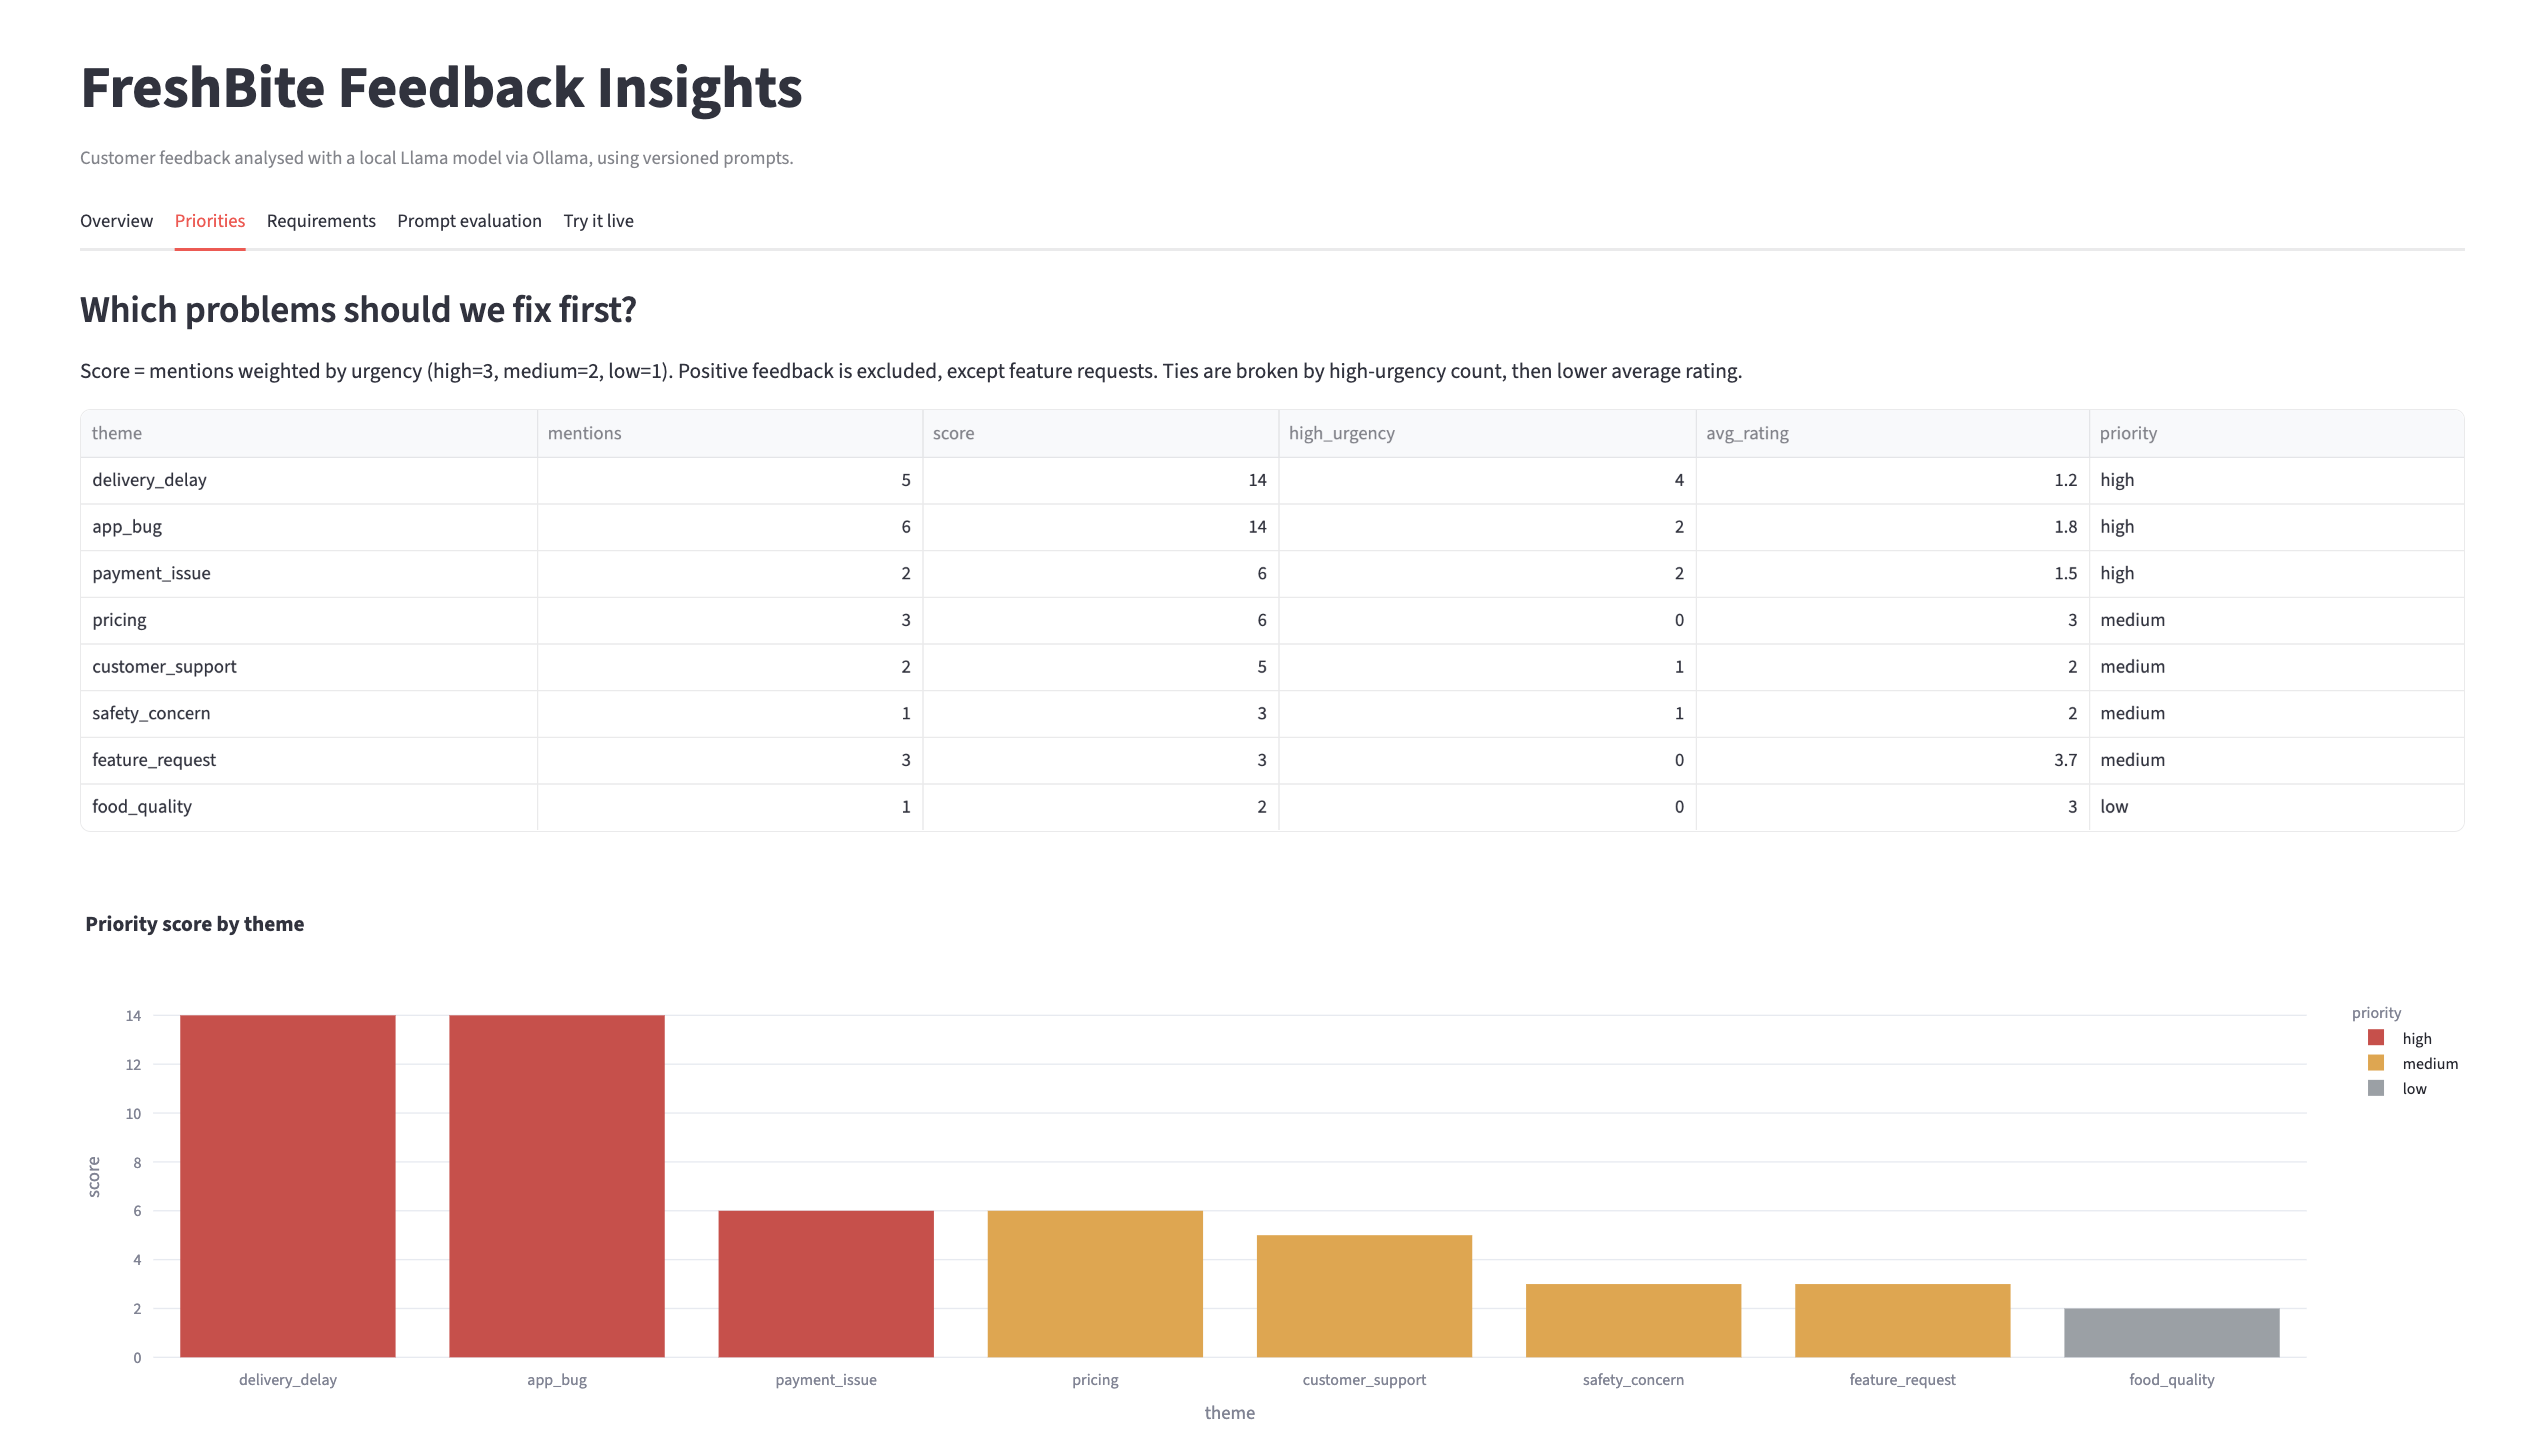 FreshBite Feedback Insights
Customer feedback analysed with a local Llama model via Ollama, using versioned prompts.
Overview Priorities Requirements Prompt evaluation Try it live
Which problems should we fix first?
Score = mentions weighted by urgency (high=3, medium=2, low=1). Positive feedback is excluded, except feature requests. Ties are broken by high-urgency count, then lower average rating.
theme mentions score high_urgency avg_rating priority
delivery_delay 5 14 4 1.2 high
app_bug 6 14 2 1.8 high
payment_issue 2 6 2 1.5 high
pricing 3 6 0 3 medium
customer_support 2 5 1 2 medium
safety_concern 1 3 1 2 medium
feature_request 3 3 0 3.7 medium
food_quality 1 2 0 3 low
Priority score by theme
priority
high
medium
low
score
14
12
10
8
6
4
2
0
delivery_delay app_bug payment_issue pricing customer_support safety_concern feature_request food_quality
theme